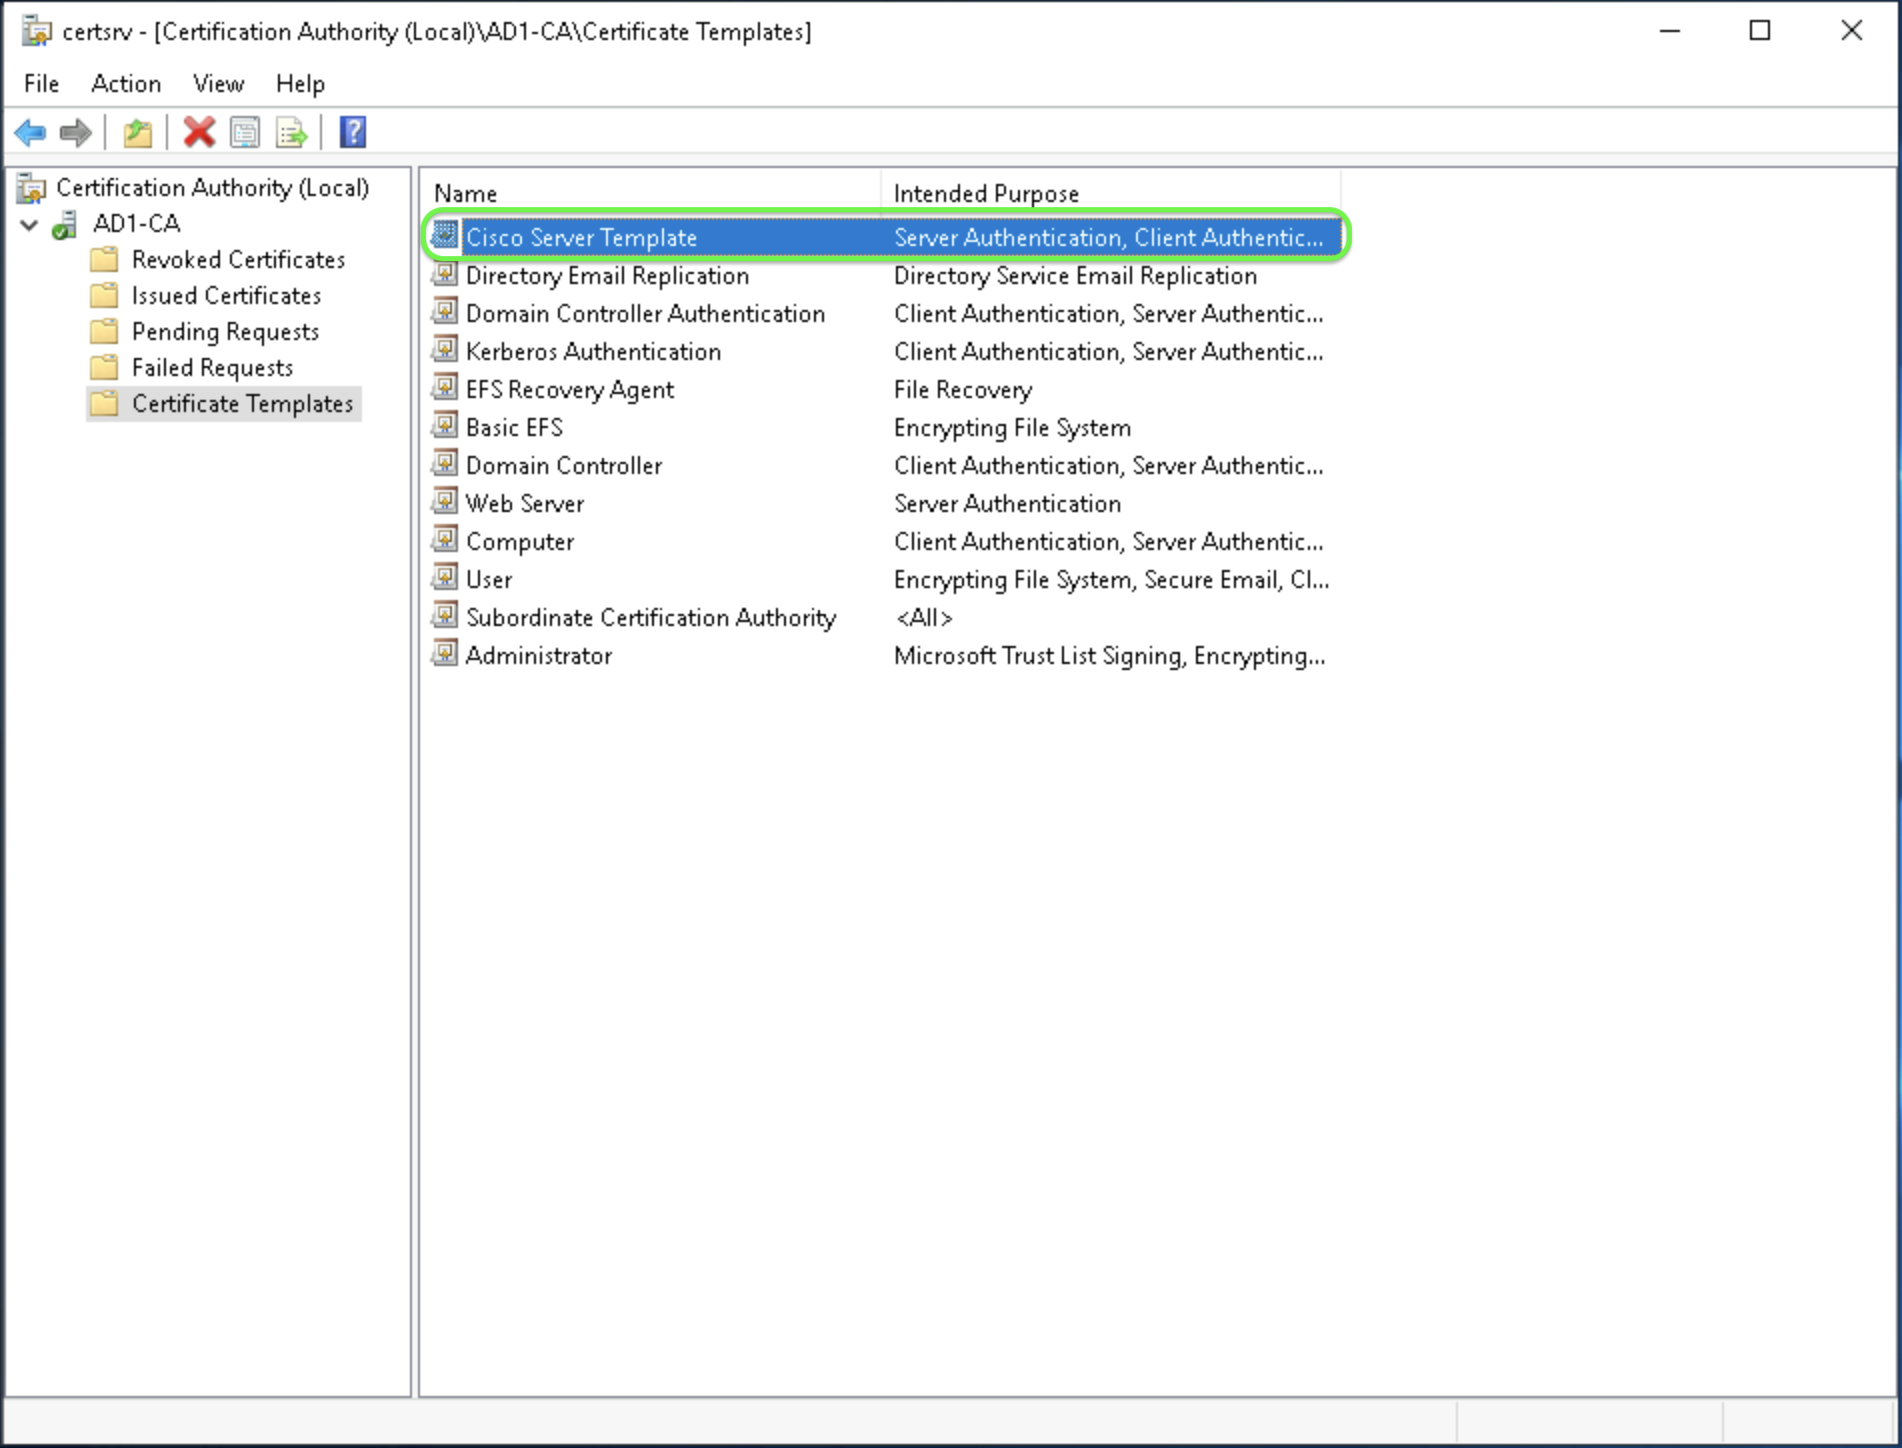 certsrv - [Certification Authority (Local)\AD1-CA\Certificate Templates]
File Action View Help
?
Certification Authority (Local)
AD1-CA
Revoked Certificates
Issued Certificates
Pending Requests
Failed Requests
Certificate Templates
Name Intended Purpose
Cisco Server Template Server Authentication, Client Authentic...
Directory Email Replication Directory Service Email Replication
Domain Controller Authentication Client Authentication, Server Authentic...
Kerberos Authentication Client Authentication, Server Authentic...
EFS Recovery Agent File Recovery
Basic EFS Encrypting File System
Domain Controller Client Authentication, Server Authentic...
Web Server Server Authentication
Computer Client Authentication, Server Authentic...
User Encrypting File System, Secure Email, Cl...
Subordinate Certification Authority <All>
Administrator Microsoft Trust List Signing, Encrypting...